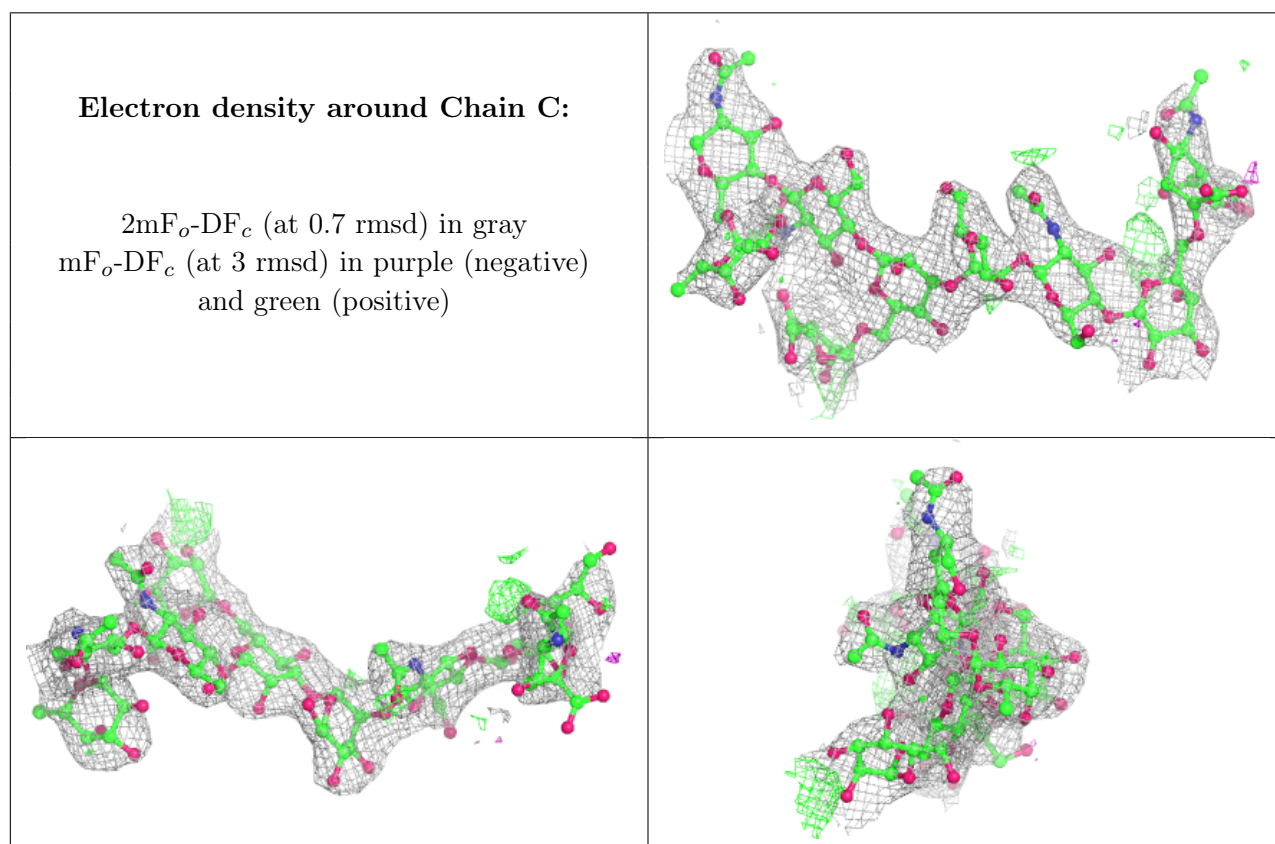 Electron density around Chain C:
2mFo-DFc (at 0.7 rmsd) in gray
mFo-DFc (at 3 rmsd) in purple (negative)
and green (positive)